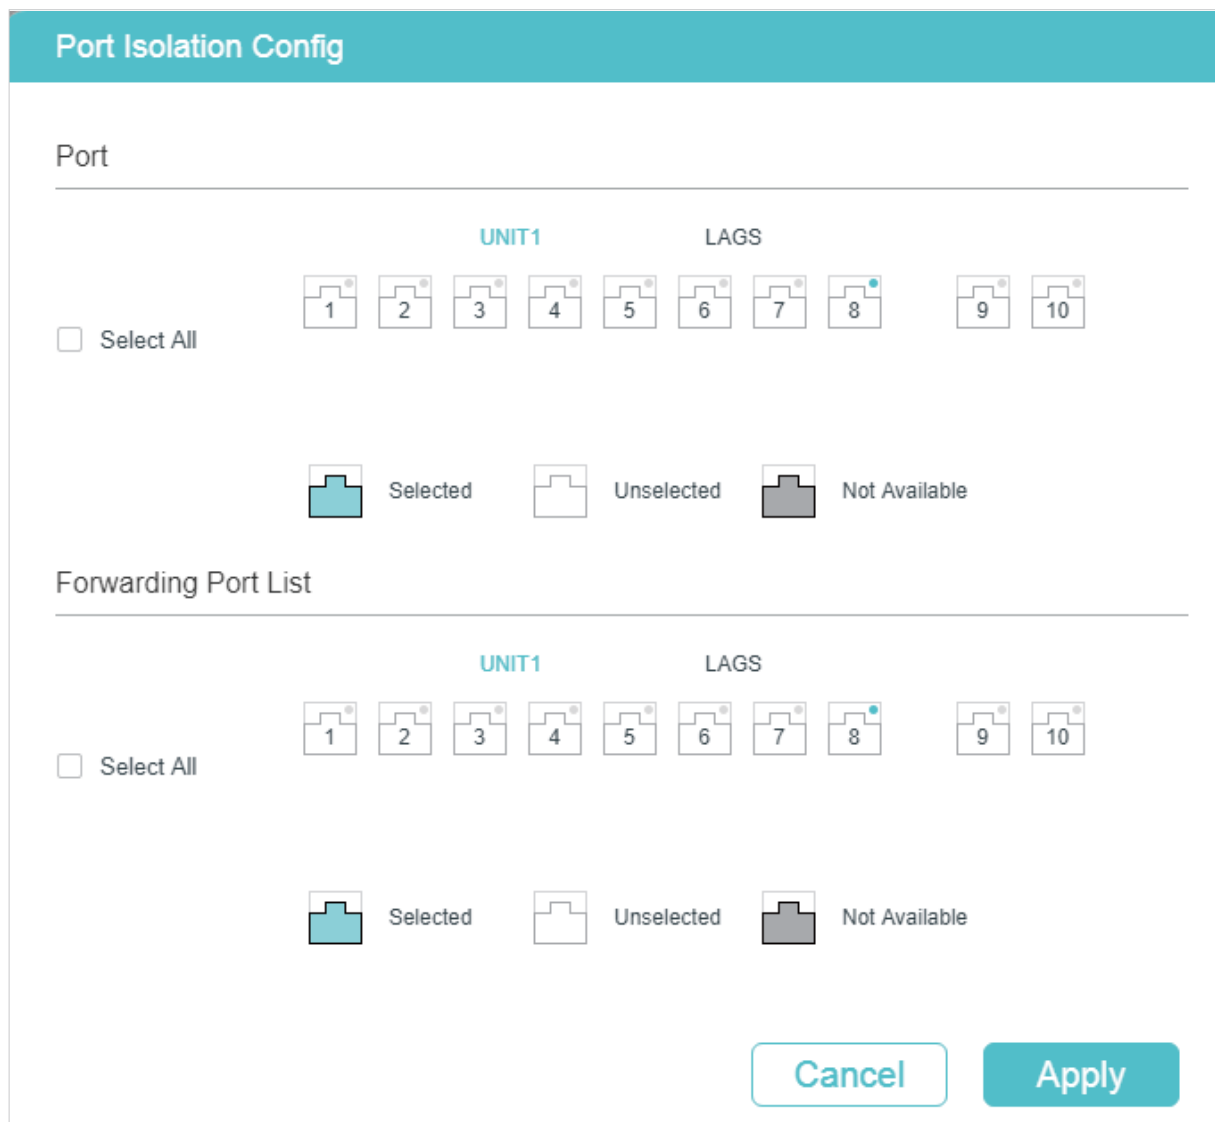 Port Isolation Config
Port
UNIT1 LAGS
1 2 3 4 5 6 7 8 9 10
Select All
Selected Unselected Not Available
Forwarding Port List
UNIT1 LAGS
1 2 3 4 5 6 7 8 9 10
Select All
Selected Unselected Not Available
Cancel Apply